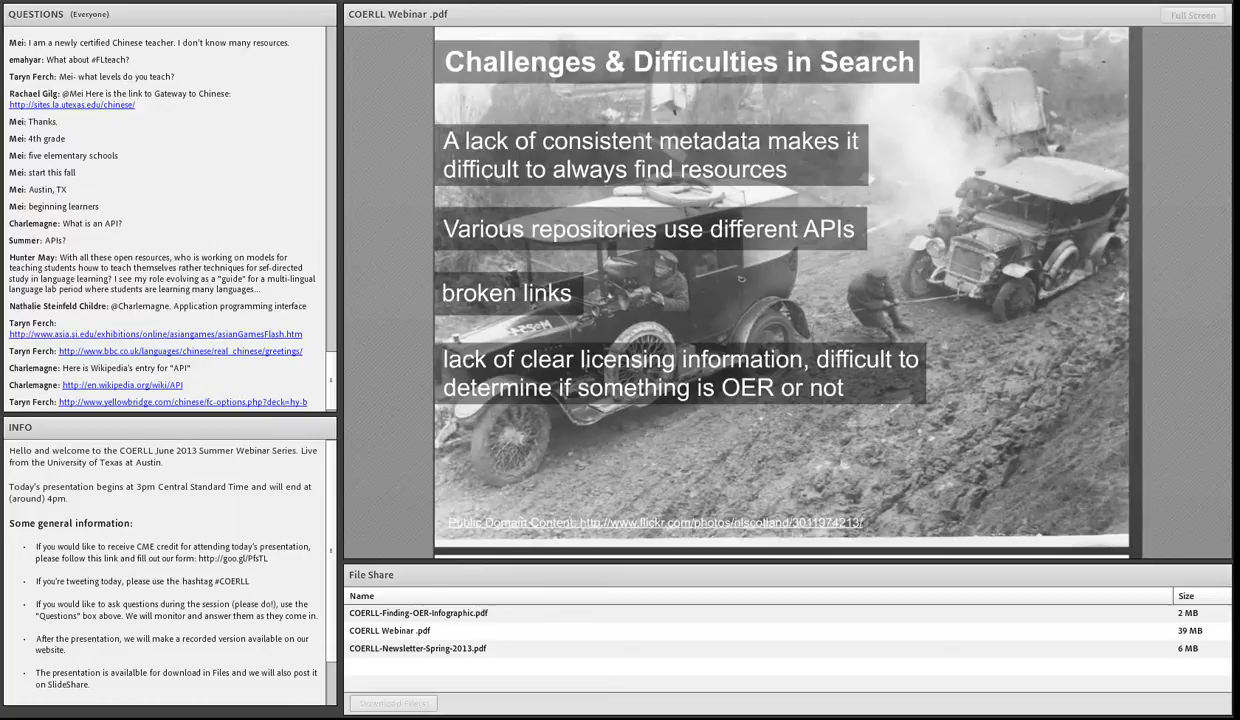 QUESTIONS (Everyone)
Mei: I am a newly certified Chinese teacher. I don't know many resources.
emahyar: What about #FLteach?
Taryn Ferch: Mei- what levels do you teach?
Rachael Gilg: @Mei Here is the link to Gateway to Chinese:
http://sites.la.utexas.edu/chinese/
Mei: Thanks.
Mei: 4th grade
Mei: five elementary schools
Mei: start this fall
Mei: Austin, TX
Mei: beginning learners
Charlemagne: What is an API?
Summer: APIs?
Hunter May: With all these open resources, who is working on models for
teaching students houw to teach themselves rather techniques for sef-directed
study in language learning? I see my role evolving as a "guide" for a multi-lingual
language lab period where students are learning many languages...
Nathalie Steinfeld Childre: @Charlemagne. Application programming interface
Taryn Ferch:
http://www.asia.si.edu/exhibitions/online/asiangames/asianGamesFlash.htm
Taryn Ferch: http://www.bbc.co.uk/languages/chinese/real_chinese/greetings/
Charlemagne: Here is Wikipedia's entry for "API"
Charlemagne: http://en.wikipedia.org/wiki/API
Taryn Ferch: http://www.yellowbridge.com/chinese/fc-options.php?deck=hy-b
INFO
Hello and welcome to the COERLL June 2013 Summer Webinar Series. Live
from the University of Texas at Austin.
Today's presentation begins at 3pm Central Standard Time and will end at
(around) 4pm.
Some general information:
• If you would like to receive CME credit for attending today's presentation,
please follow this link and fill out our form: http://goo.gl/PfsTL
• If you're tweeting today, please use the hashtag #COERLL
• If you would like to ask questions during the session (please do!), use the
"Questions" box above. We will monitor and answer them as they come in.
• After the presentation, we will make a recorded version available on our
website.
• The presentation is availalble for download in Files and we will also post it
on SlideShare.
COERLL Webinar .pdf
Full Screen
Challenges & Difficulties in Search
A lack of consistent metadata makes it
difficult to always find resources
Various repositories use different APIs
broken links
lack of clear licensing information, difficult to
determine if something is OER or not
Public Domain Content: http://www.flickr.com/photos/nlscotland/3011974213/
File Share
Name Size
COERLL-Finding-OER-Infographic.pdf 2 MB
COERLL Webinar .pdf 39 MB
COERLL-Newsletter-Spring-2013.pdf 6 MB
Download File(s)